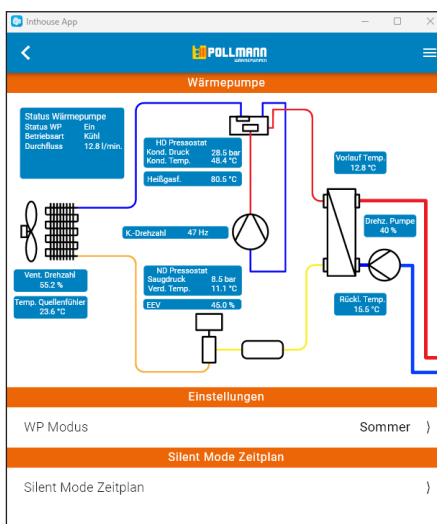 Inthouse App
POLLMANN
WÄRMEPUMPEN
Wärmepumpe
Status Wärmepumpe
Status WP Ein
Betriebsart Kühl
Durchfluss 12.8 l/min.
HD Pressostat
Kond. Druck 28.5 bar
Kond. Temp. 48.4 °C
Heißgasf. 80.5 °C
Vorlauf Temp.
12.8 °C
K.-Drehzahl 47 Hz
Drehz. Pumpe
40 %
Vent. Drehzahl
55.2 %
Temp. Quellenfühler
23.6 °C
ND Pressostat
Saugdruck 8.5 bar
Verd. Temp. 11.1 °C
EEV 45.0 %
Rückl. Temp.
15.5 °C
Einstellungen
WP Modus Sommer
Silent Mode Zeitplan
Silent Mode Zeitplan